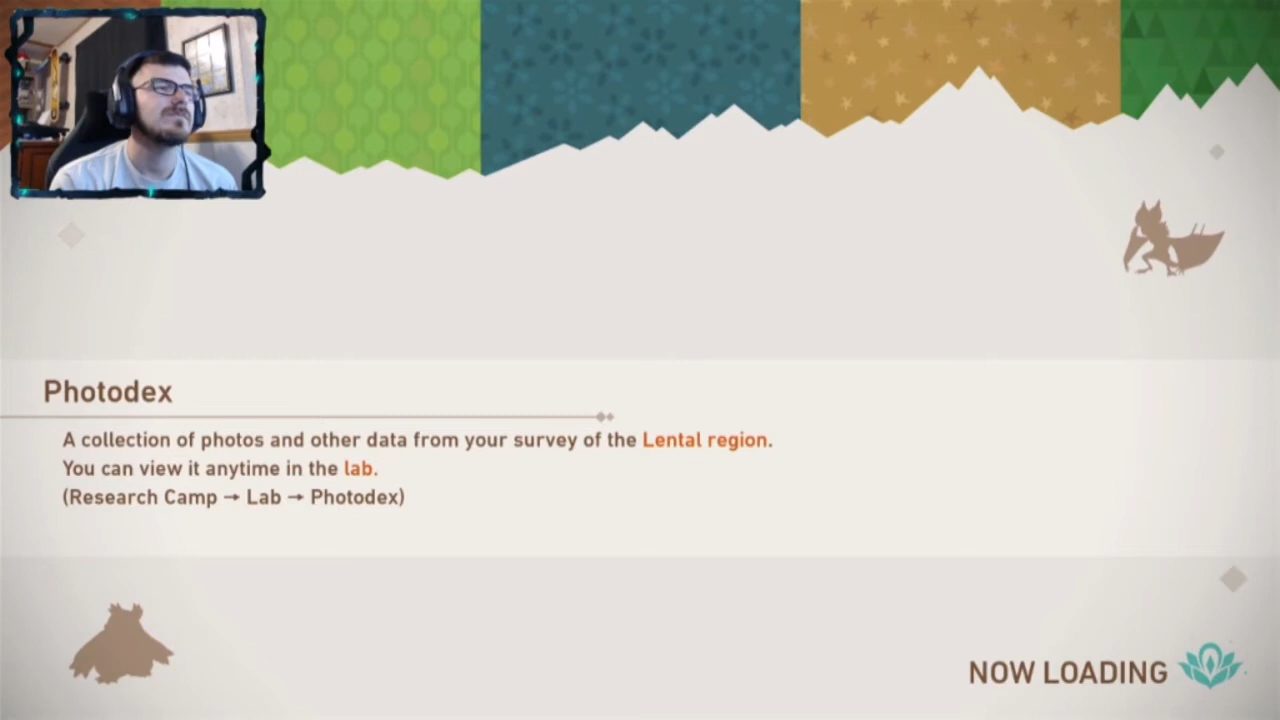 Photodex
A collection of photos and other data from your survey of the Lental region.
You can view it anytime in the lab.
(Research Camp → Lab → Photodex)
NOW LOADING